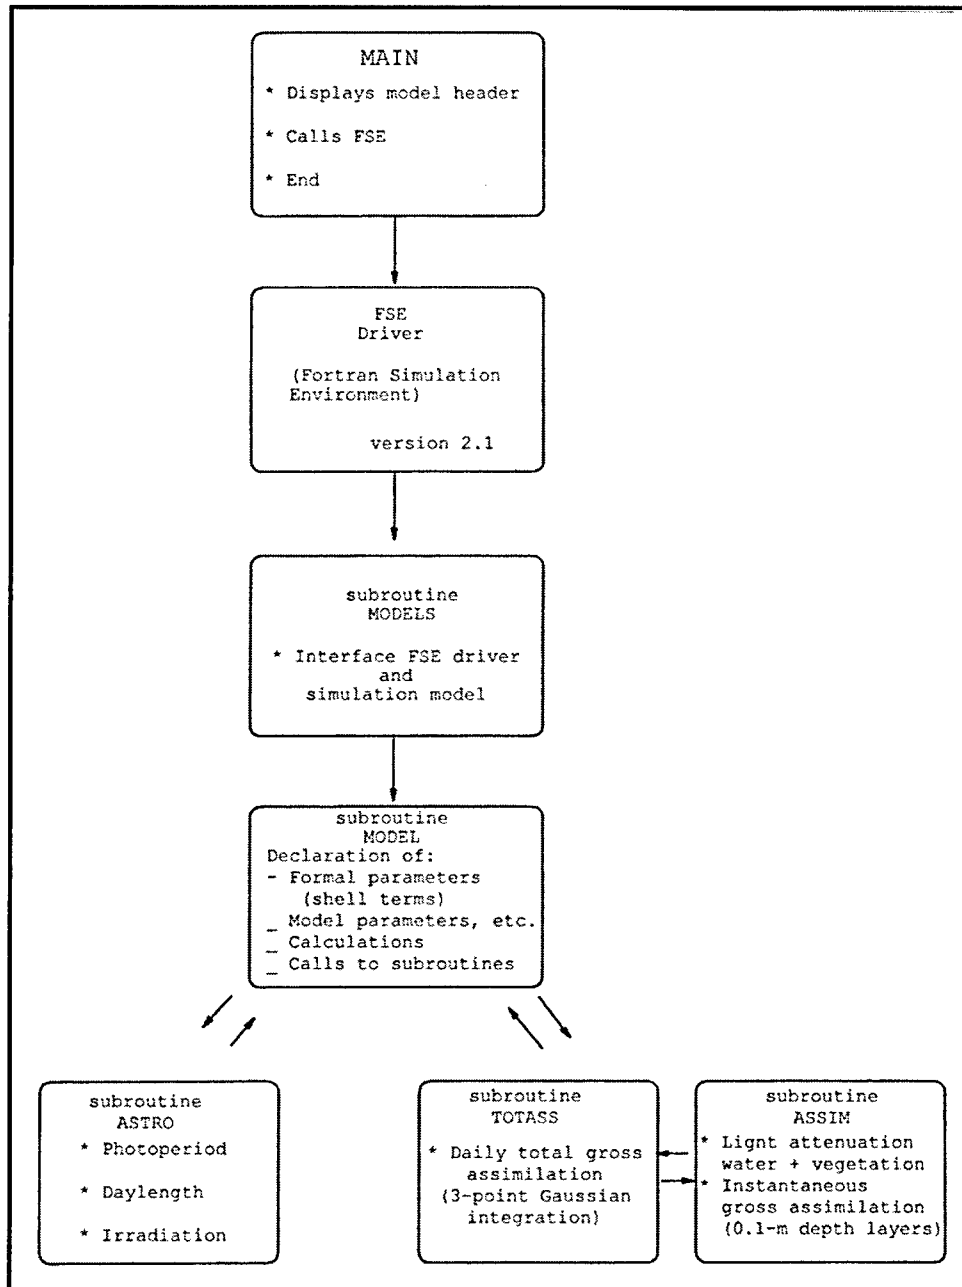 MAIN
* Displays model header
* Calls FSE
* End
FSE
Driver
(Fortran Simulation
Environment)
version 2.1
subroutine
MODELS
* Interface FSE driver
and
simulation model
subroutine
MODEL
Declaration of:
- Formal parameters
(shell terms)
_ Model parameters, etc.
_ Calculations
_ Calls to subroutines
subroutine
ASTRO
* Photoperiod
* Daylength
* Irradiation
subroutine
TOTASS
* Daily total gross
assimilation
(3-point Gaussian
integration)
subroutine
ASSIM
* Lignt attenuation
water + vegetation
* Instantaneous
gross assimilation
(0.1-m depth layers)